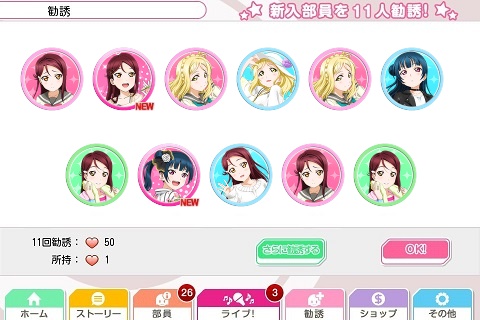 勧誘
新入部員を11人勧誘!
NEW
NEW
11回勧誘： 50
所持： 1
さらに勧誘する
OK!
26
3
ホーム
ストーリー
部員
ライブ!
勧誘
ショップ
その他